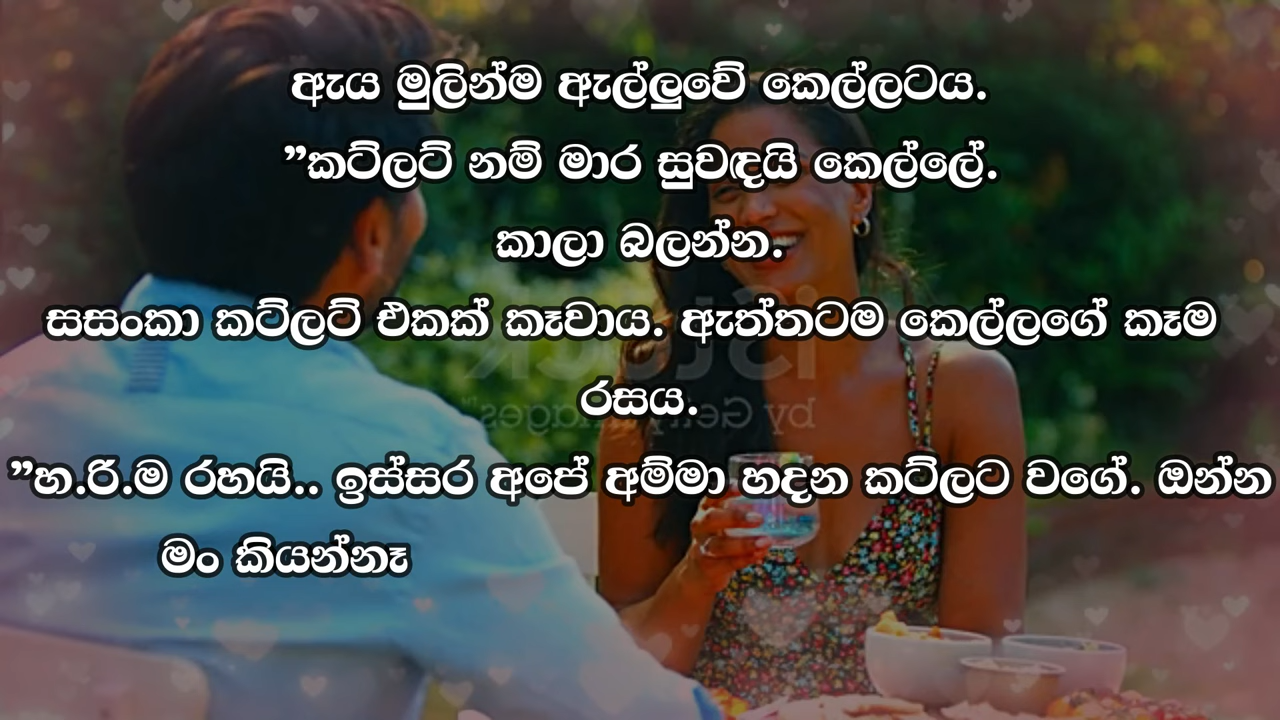 ඇය මුලින්ම ඇල්ලුවේ කෙල්ලටය.
”කට්ලට් නම් මාර සුවඳයි කෙල්ලේ.
කාලා බලන්න.
සසංකා කට්ලට් එකක් කෑවාය. ඇත්තටම කෙල්ලගේ කෑම
රසය.
”හ.රි.ම රහයි.. ඉස්සර අපේ අම්මා හදන කට්ලට වගේ. ඔන්න
මං කියන්නෑ